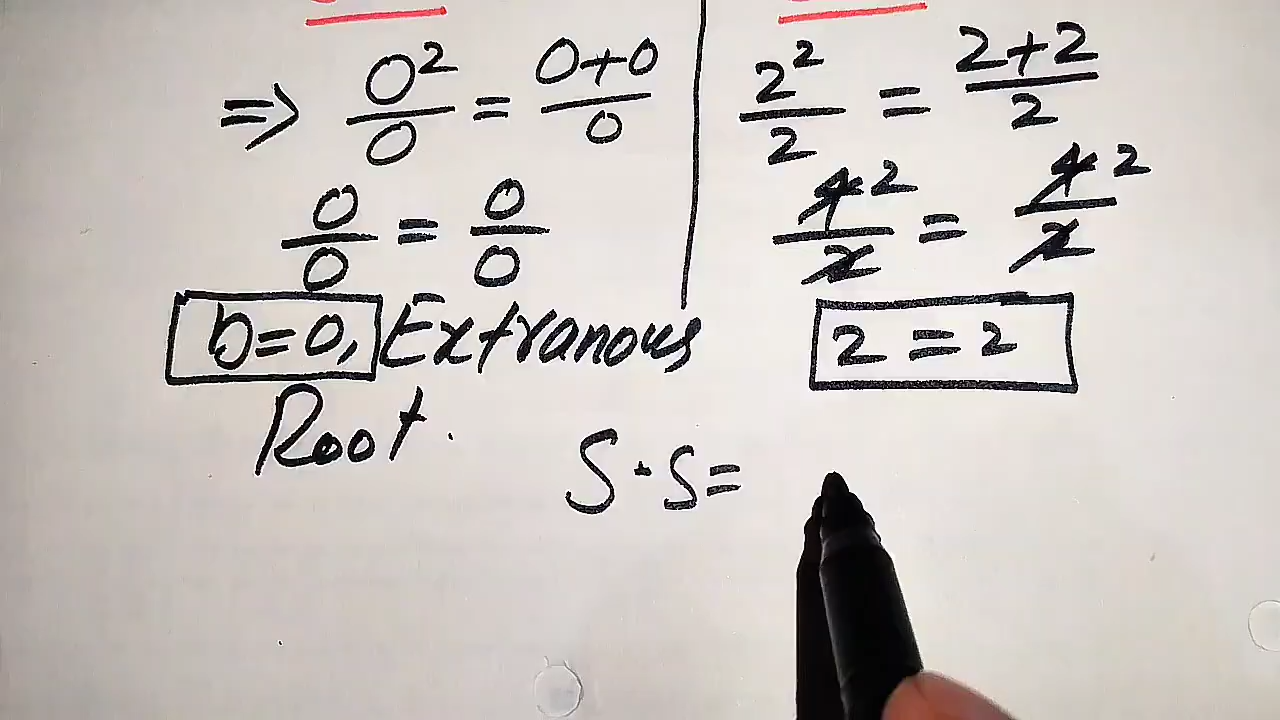 => 0²/0 = 0+0/0
0/0 = 0/0
b=0, Extranous
Root.
2²/2 = 2+2/2
4²/2 = 4²/2
2 = 2
S.S=